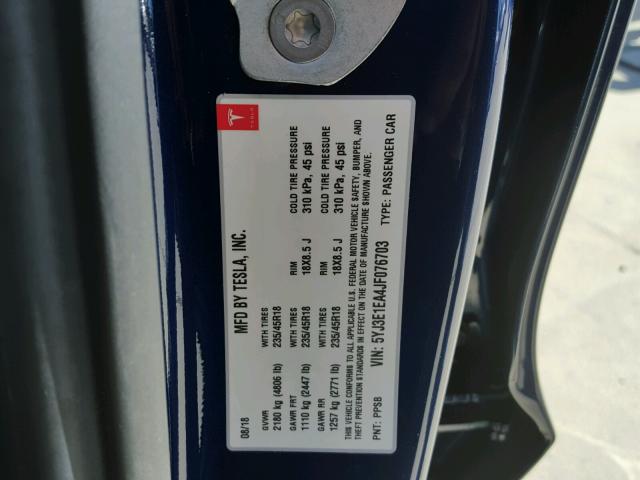 TESLA
MFD BY TESLA, INC.
08/18
GVWR WITH TIRES RIM COLD TIRE PRESSURE
2180 kg (4806 lb) 235/45R18 18X8.5 J 310 kPa, 45 psi
GAWR FRT WITH TIRES RIM COLD TIRE PRESSURE
1110 kg (2447 lb) 235/45R18 18X8.5 J 310 kPa, 45 psi
GAWR RR WITH TIRES
1257 kg (2771 lb) 235/45R18
THIS VEHICLE CONFORMS TO ALL APPLICABLE U.S. FEDERAL MOTOR VEHICLE SAFETY, BUMPER, AND
THEFT PREVENTION STANDARDS IN EFFECT ON THE DATE OF MANUFACTURE SHOWN ABOVE.
VIN: 5YJ3E1EA4JF076703 TYPE: PASSENGER CAR
PNT: PPSB